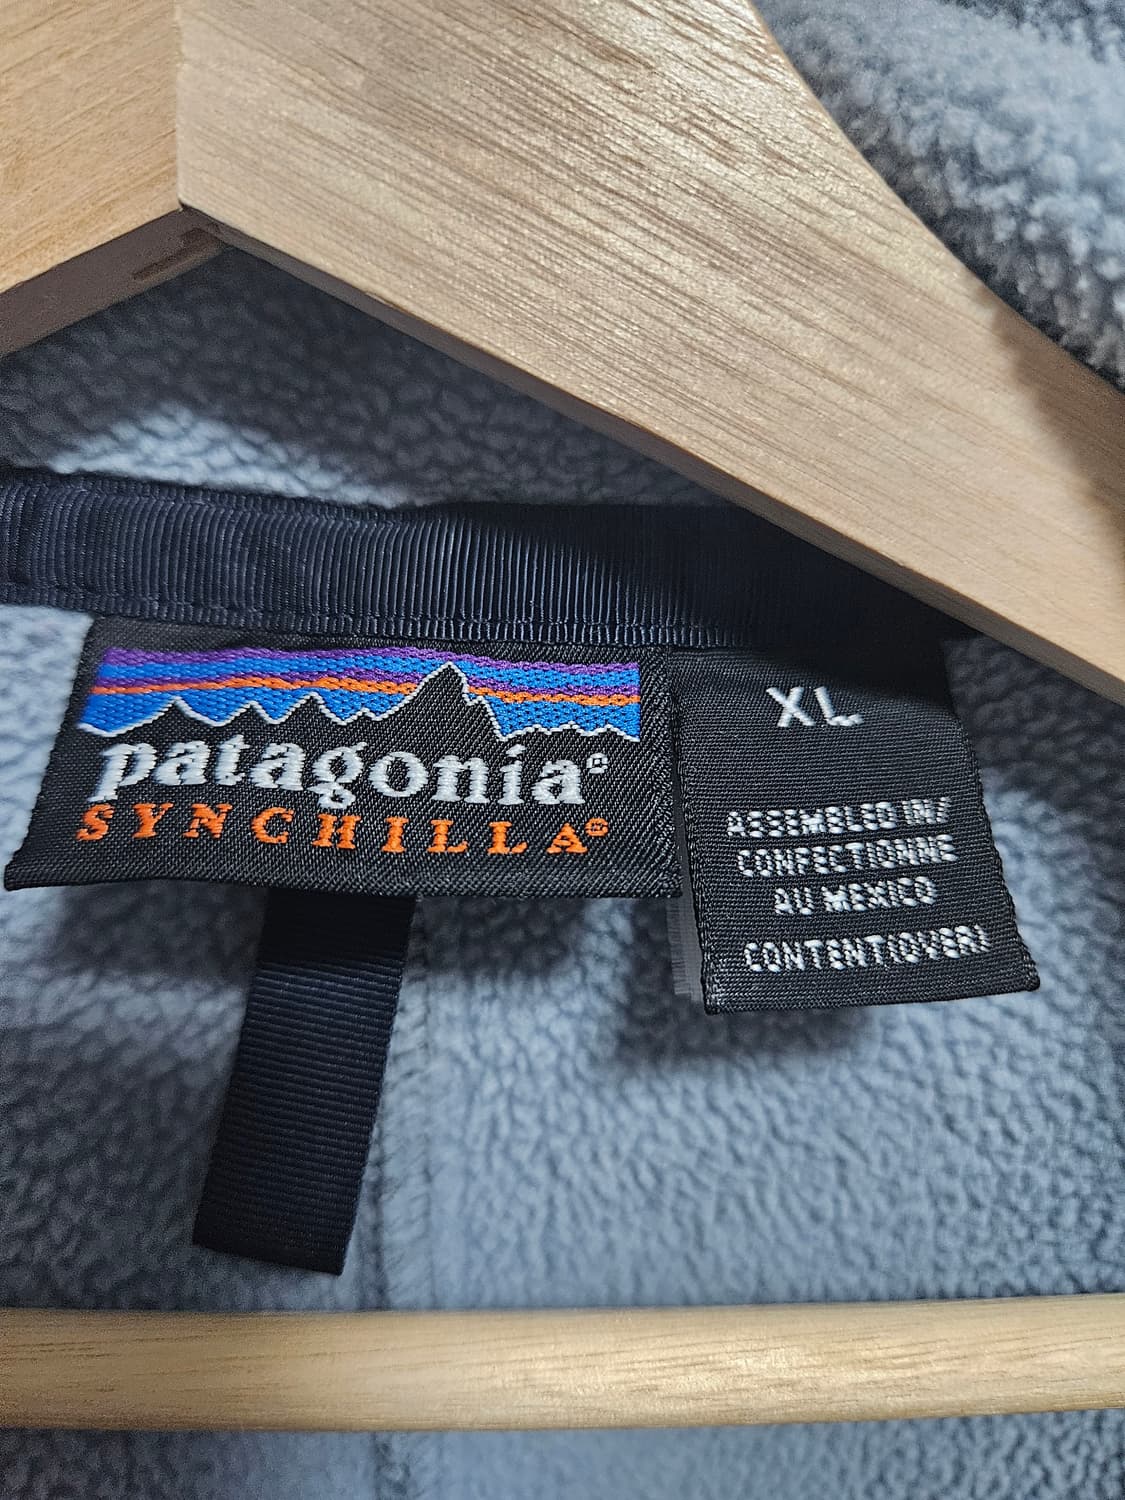 patagonia®
SYNCHILLA®
XL
ASSEMBLED IN/
CONFECTIONNE
AU MEXICO
CONTENT(OVER)